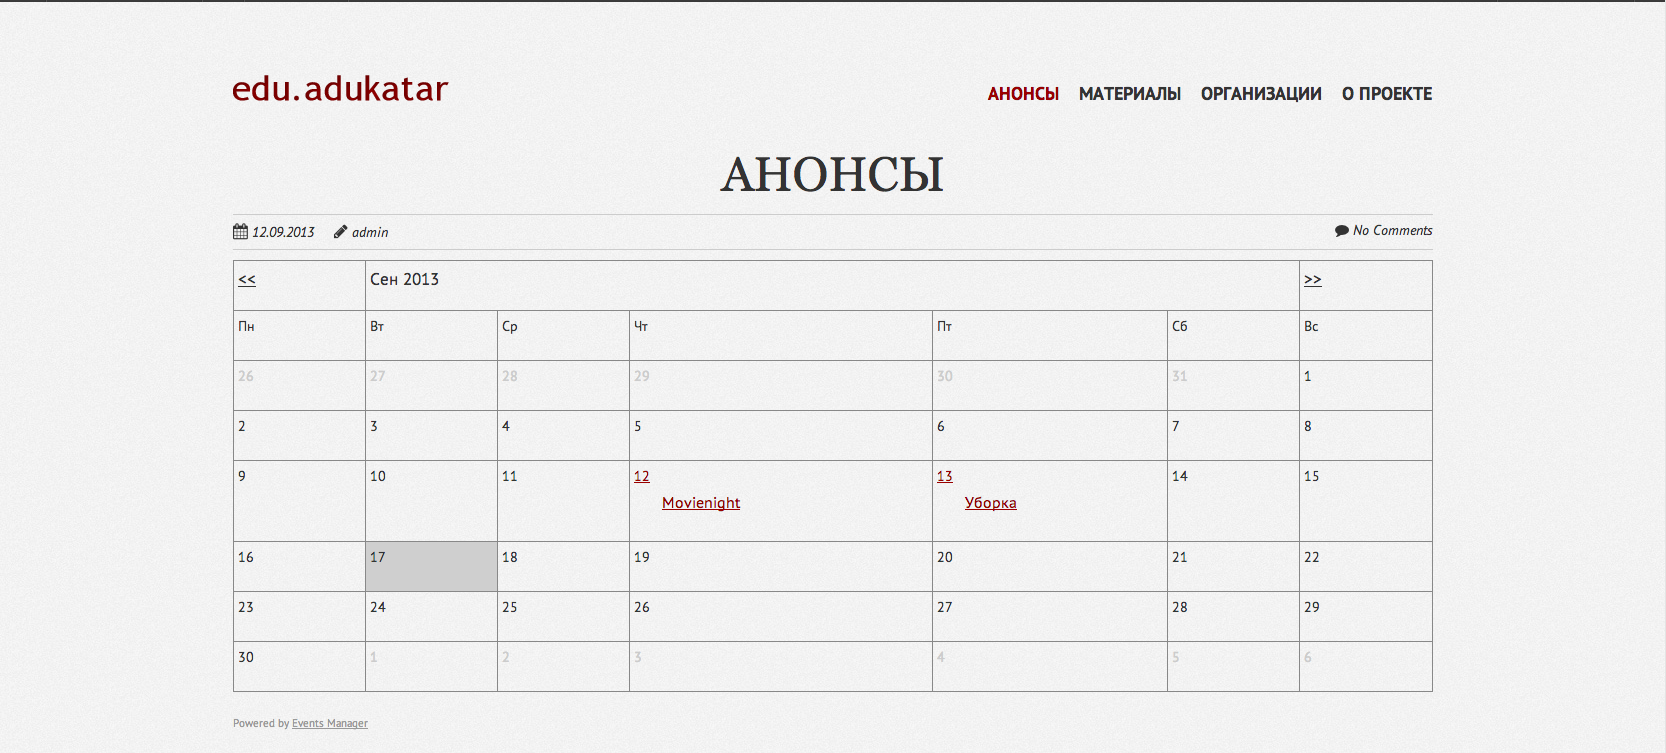 edu.adukatar
АНОНСЫ МАТЕРИАЛЫ ОРГАНИЗАЦИИ О ПРОЕКТЕ
АНОНСЫ
12.09.2013 admin No Comments
<< Сен 2013 >>
Пн Вт Ср Чт Пт Сб Вс
26 27 28 29 30 31 1
2 3 4 5 6 7 8
9 10 11 12 13 14 15
Movienight Уборка
16 17 18 19 20 21 22
23 24 25 26 27 28 29
30 1 2 3 4 5 6
Powered by Events Manager